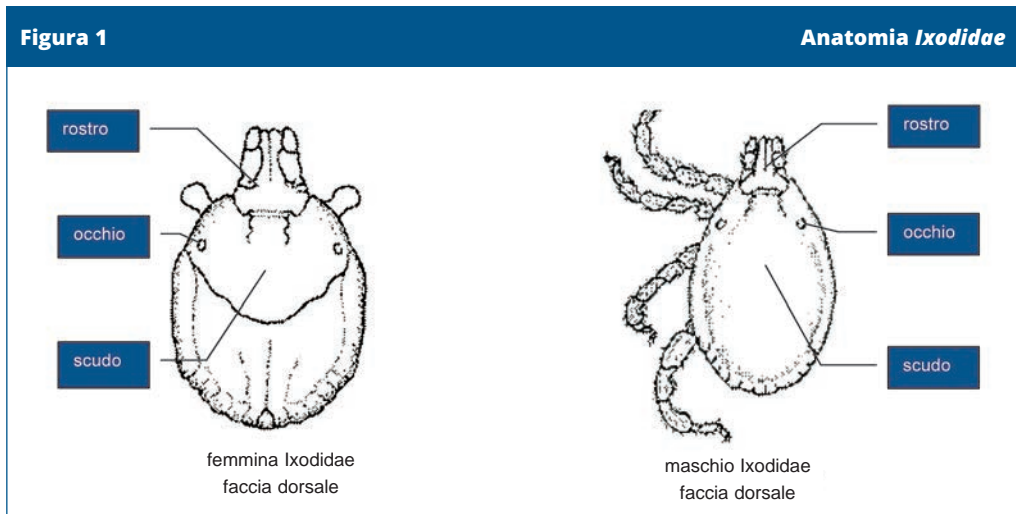 Figura 1
Anatomia Ixodidae
rostro
occhio
scudo
femmina Ixodidae
faccia dorsale
rostro
occhio
scudo
maschio Ixodidae
faccia dorsale